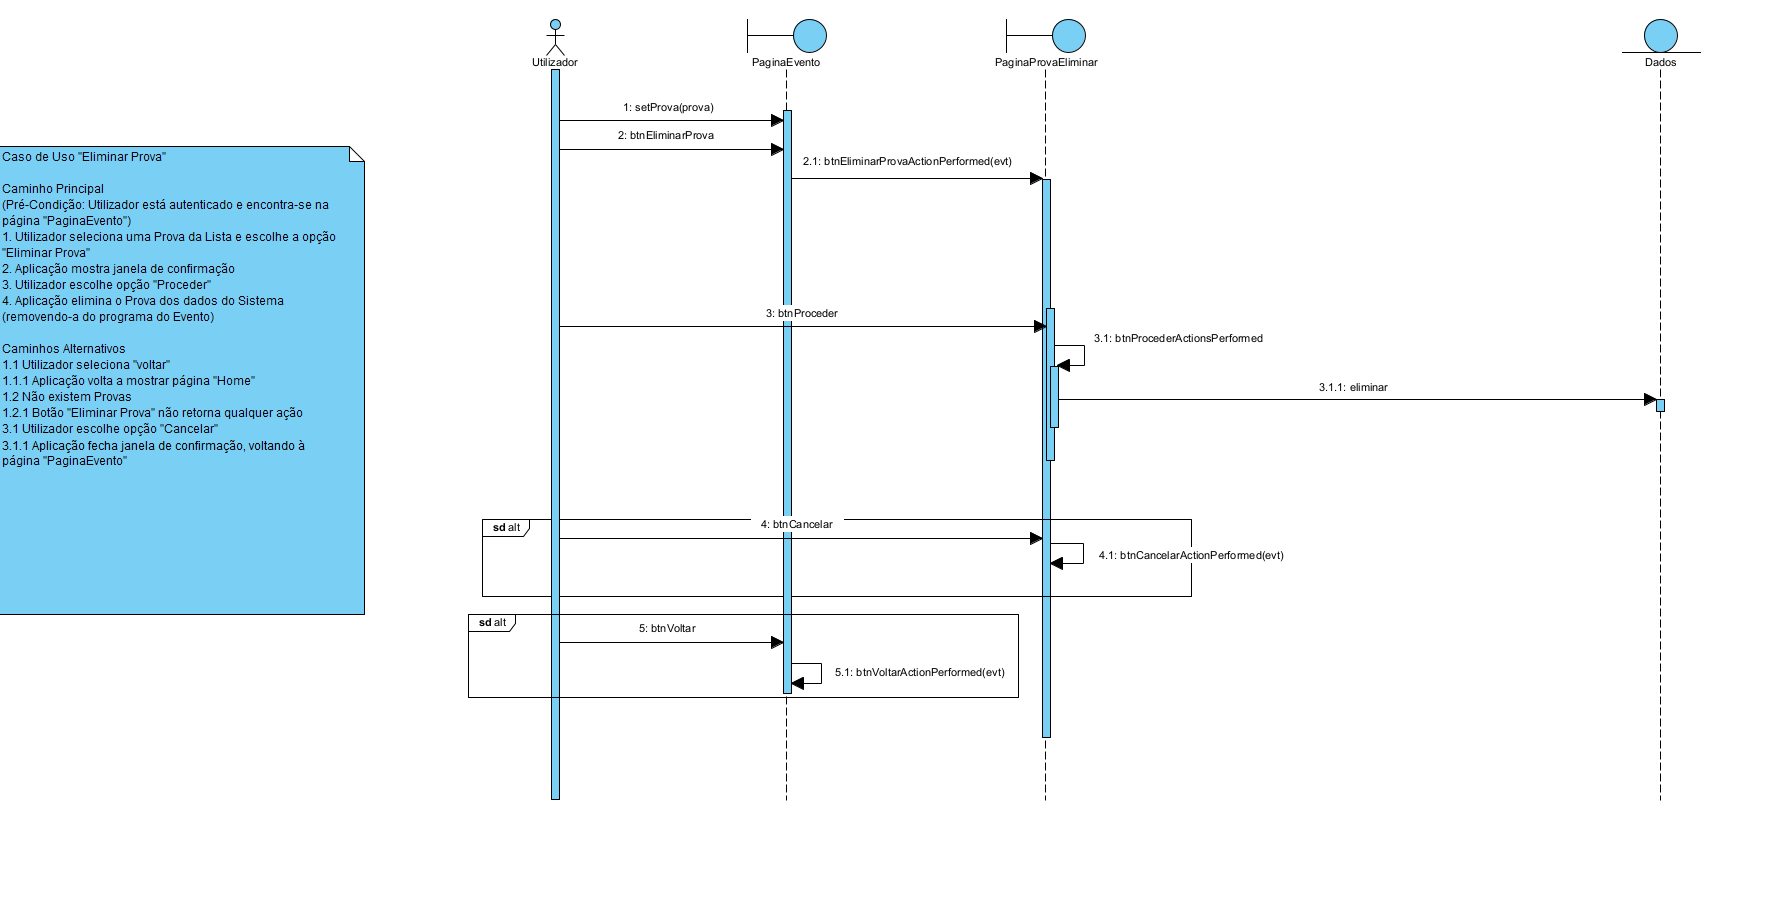 Utilizador
PaginaEvento
PaginaProvaEliminar
Dados
1: setProva(prova)
2: btnEliminarProva
2.1: btnEliminarProvaActionPerformed(evt)
Caso de Uso "Eliminar Prova"
Caminho Principal
(Pré-Condição: Utilizador está autenticado e encontra-se na
página "PaginaEvento")
1. Utilizador seleciona uma Prova da Lista e escolhe a opção
"Eliminar Prova"
2. Aplicação mostra janela de confirmação
3. Utilizador escolhe opção "Proceder"
4. Aplicação elimina o Prova dos dados do Sistema
(removendo-a do programa do Evento)
Caminhos Alternativos
1.1 Utilizador seleciona "voltar"
1.1.1 Aplicação volta a mostrar página "Home"
1.2 Não existem Provas
1.2.1 Botão "Eliminar Prova" não retorna qualquer ação
3.1 Utilizador escolhe opção "Cancelar"
3.1.1 Aplicação fecha janela de confirmação, voltando à
página "PaginaEvento"
3: btnProceder
3.1: btnProcederActionsPerformed
3.1.1: eliminar
sd alt
4: btnCancelar
4.1: btnCancelarActionPerformed(evt)
sd alt
5: btnVoltar
5.1: btnVoltarActionPerformed(evt)